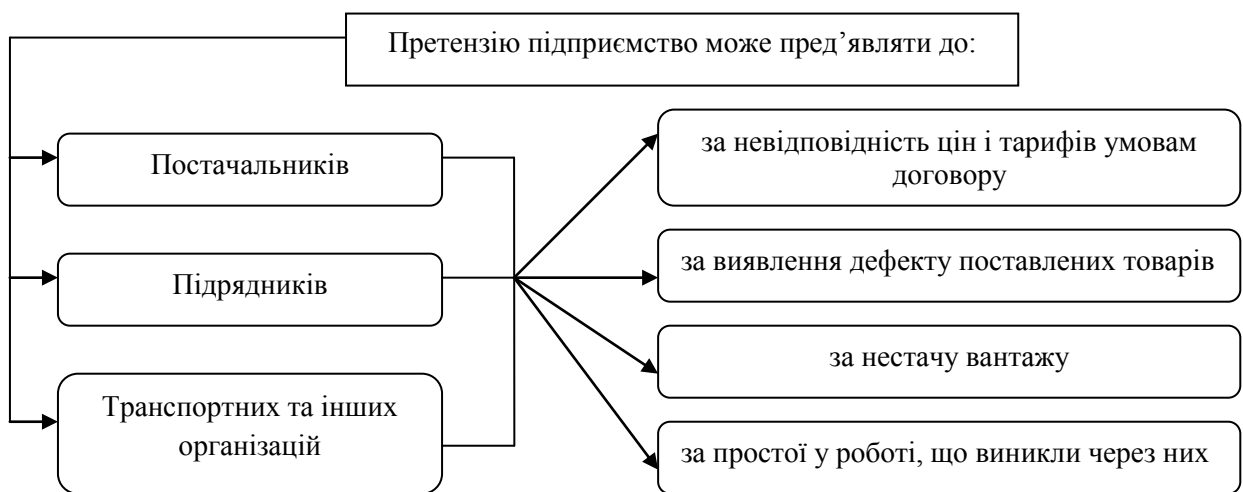 Претензію підприємство може пред’являти до:
Постачальників
Підрядників
Транспортних та інших
організацій
за невідповідність цін і тарифів умовам
договору
за виявлення дефекту поставлених товарів
за нестачу вантажу
за простої у роботі, що виникли через них